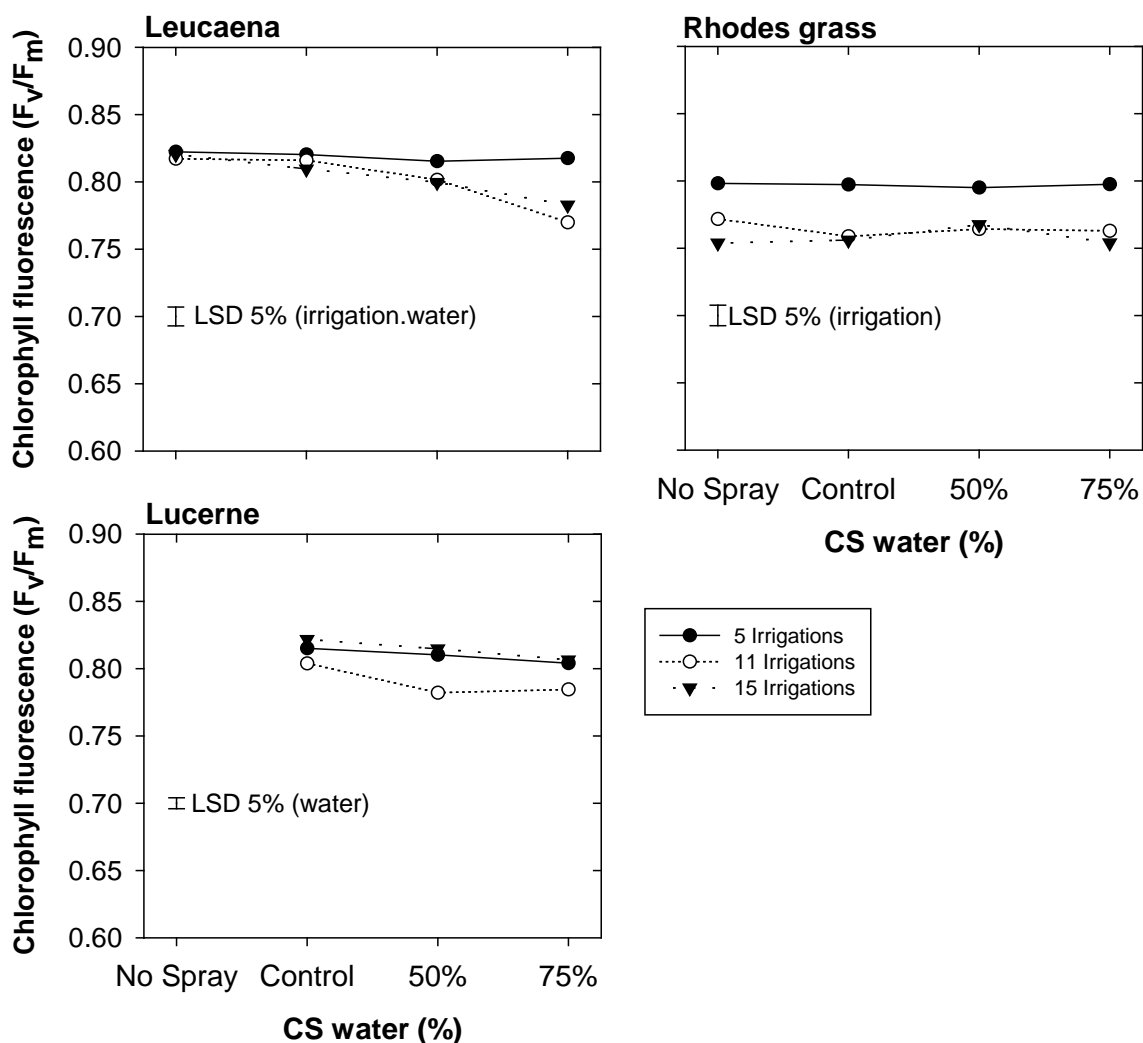 Leucaena
Rhodes grass
Chlorophyll fluorescence (Fv/Fm)
0.90
0.85
0.80
0.75
0.70
0.65
0.60
LSD 5% (irrigation.water)
LSD 5% (irrigation)
No Spray Control 50% 75%
CS water (%)
Lucerne
Chlorophyll fluorescence (Fv/Fm)
0.90
0.85
0.80
0.75
0.70
0.65
0.60
LSD 5% (water)
No Spray Control 50% 75%
CS water (%)
5 Irrigations
11 Irrigations
15 Irrigations